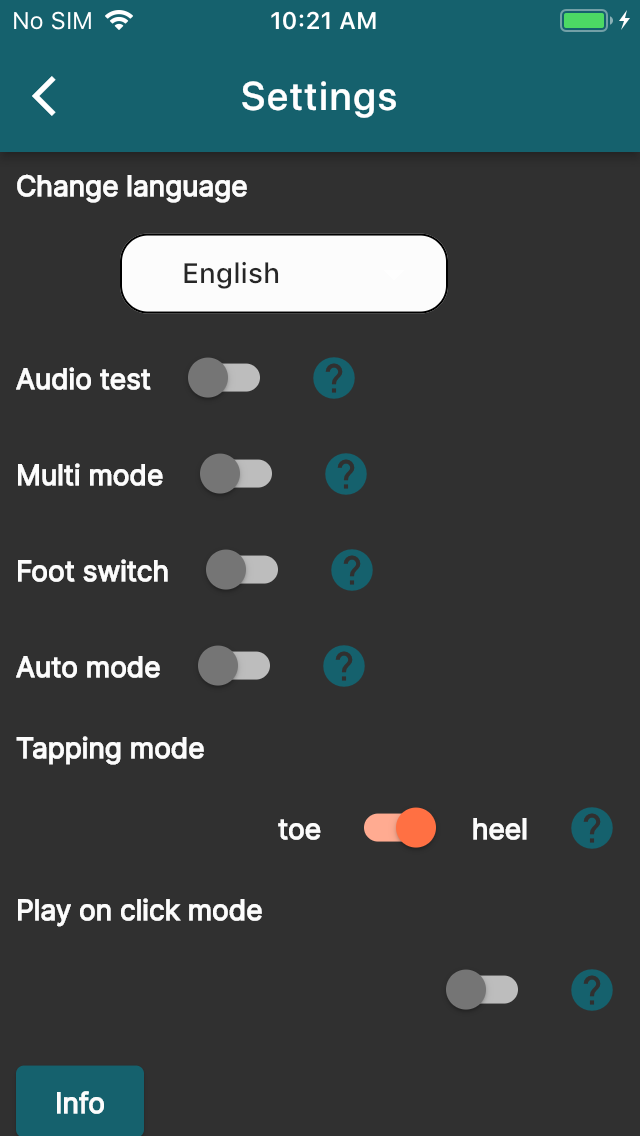 No SIM 10:21 AM
Settings
Change language
English
Audio test ?
Multi mode ?
Foot switch ?
Auto mode ?
Tapping mode
toe heel ?
Play on click mode
?
Info